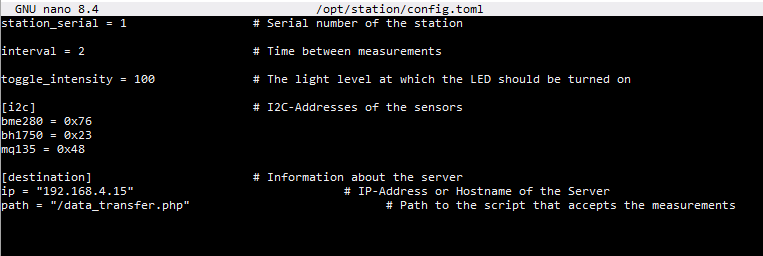 GNU nano 8.4 /opt/station/config.toml
station_serial = 1 # Serial number of the station
interval = 2 # Time between measurements
toggle_intensity = 100 # The light level at which the LED should be turned on
[i2c] # I2C-Addresses of the sensors
bme280 = 0x76
bh1750 = 0x23
mq135 = 0x48
[destination] # Information about the server
ip = "192.168.4.15" # IP-Address or Hostname of the Server
path = "/data_transfer.php" # Path to the script that accepts the measurements